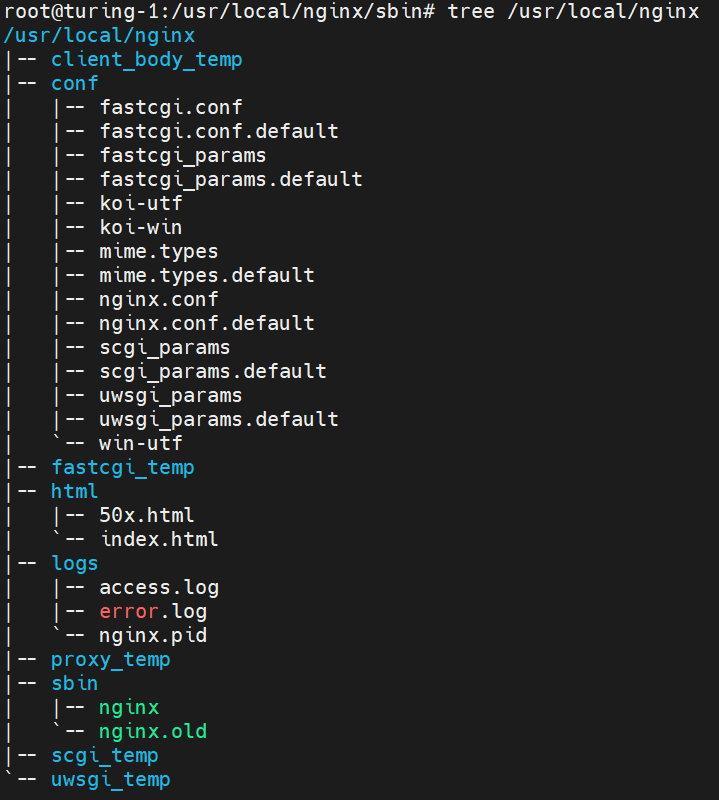 root@turing-1:/usr/local/nginx/sbin# tree /usr/local/nginx
/usr/local/nginx
|-- client_body_temp
|-- conf
|   |-- fastcgi.conf
|   |-- fastcgi.conf.default
|   |-- fastcgi_params
|   |-- fastcgi_params.default
|   |-- koi-utf
|   |-- koi-win
|   |-- mime.types
|   |-- mime.types.default
|   |-- nginx.conf
|   |-- nginx.conf.default
|   |-- scgi_params
|   |-- scgi_params.default
|   |-- uwsgi_params
|   |-- uwsgi_params.default
|   `-- win-utf
|-- fastcgi_temp
|-- html
|   |-- 50x.html
|   `-- index.html
|-- logs
|   |-- access.log
|   |-- error.log
|   `-- nginx.pid
|-- proxy_temp
|-- sbin
|   |-- nginx
|   `-- nginx.old
|-- scgi_temp
`-- uwsgi_temp